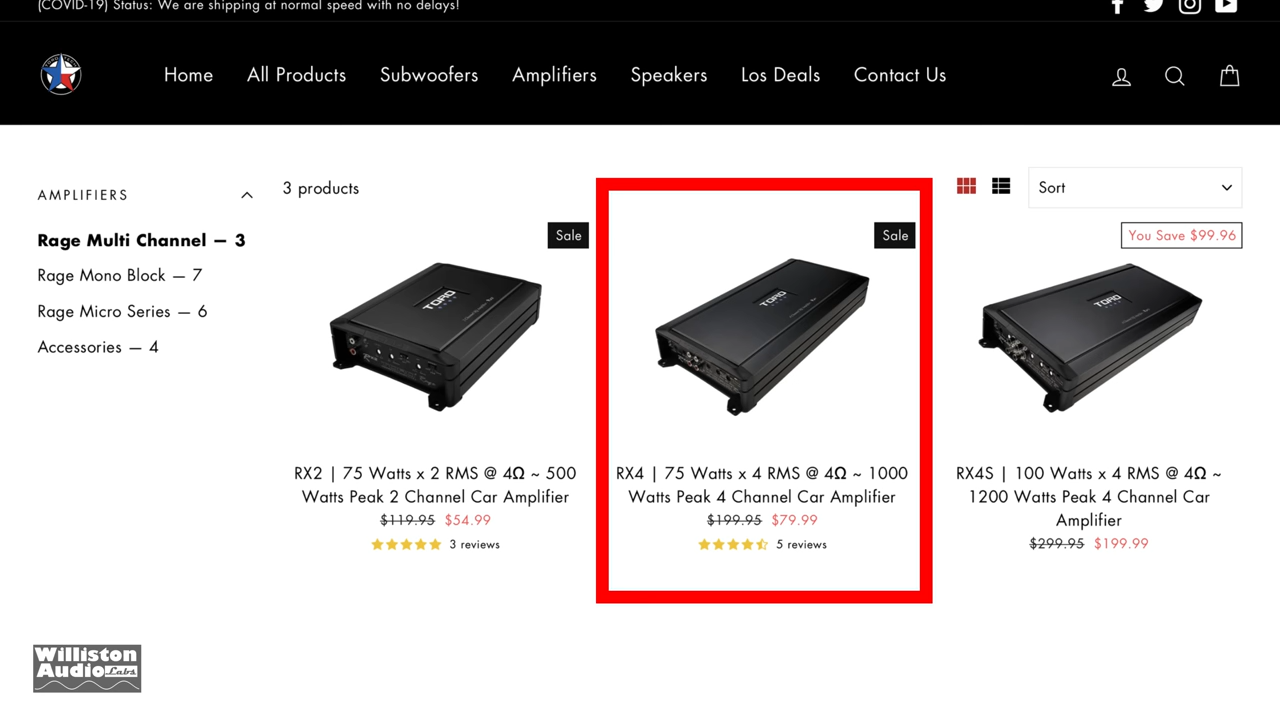 (COVID-19) Status: We are shipping at normal speed with no delays!
Home
All Products
Subwoofers
Amplifiers
Speakers
Los Deals
Contact Us
AMPLIFIERS
Rage Multi Channel — 3
Rage Mono Block — 7
Rage Micro Series — 6
Accessories — 4
3 products
Sort
Sale
TORO
RX2 | 75 Watts x 2 RMS @ 4Ω ~ 500
Watts Peak 2 Channel Car Amplifier
$119.95 $54.99
3 reviews
Sale
TORO
RX4 | 75 Watts x 4 RMS @ 4Ω ~ 1000
Watts Peak 4 Channel Car Amplifier
$199.95 $79.99
5 reviews
You Save $99.96
TORO
RX4S | 100 Watts x 4 RMS @ 4Ω ~
1200 Watts Peak 4 Channel Car
Amplifier
$299.95 $199.99
Williston
Audio Labs